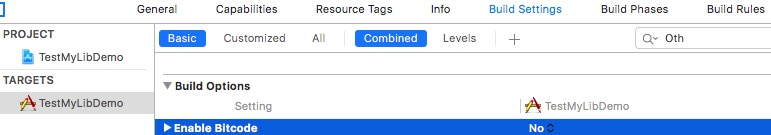 General Capabilities Resource Tags Info Build Settings Build Phases Build Rules
PROJECT
Basic Customized All Combined Levels + Oth
TestMyLibDemo
TARGETS
Build Options
TestMyLibDemo
Setting TestMyLibDemo
Enable Bitcode No